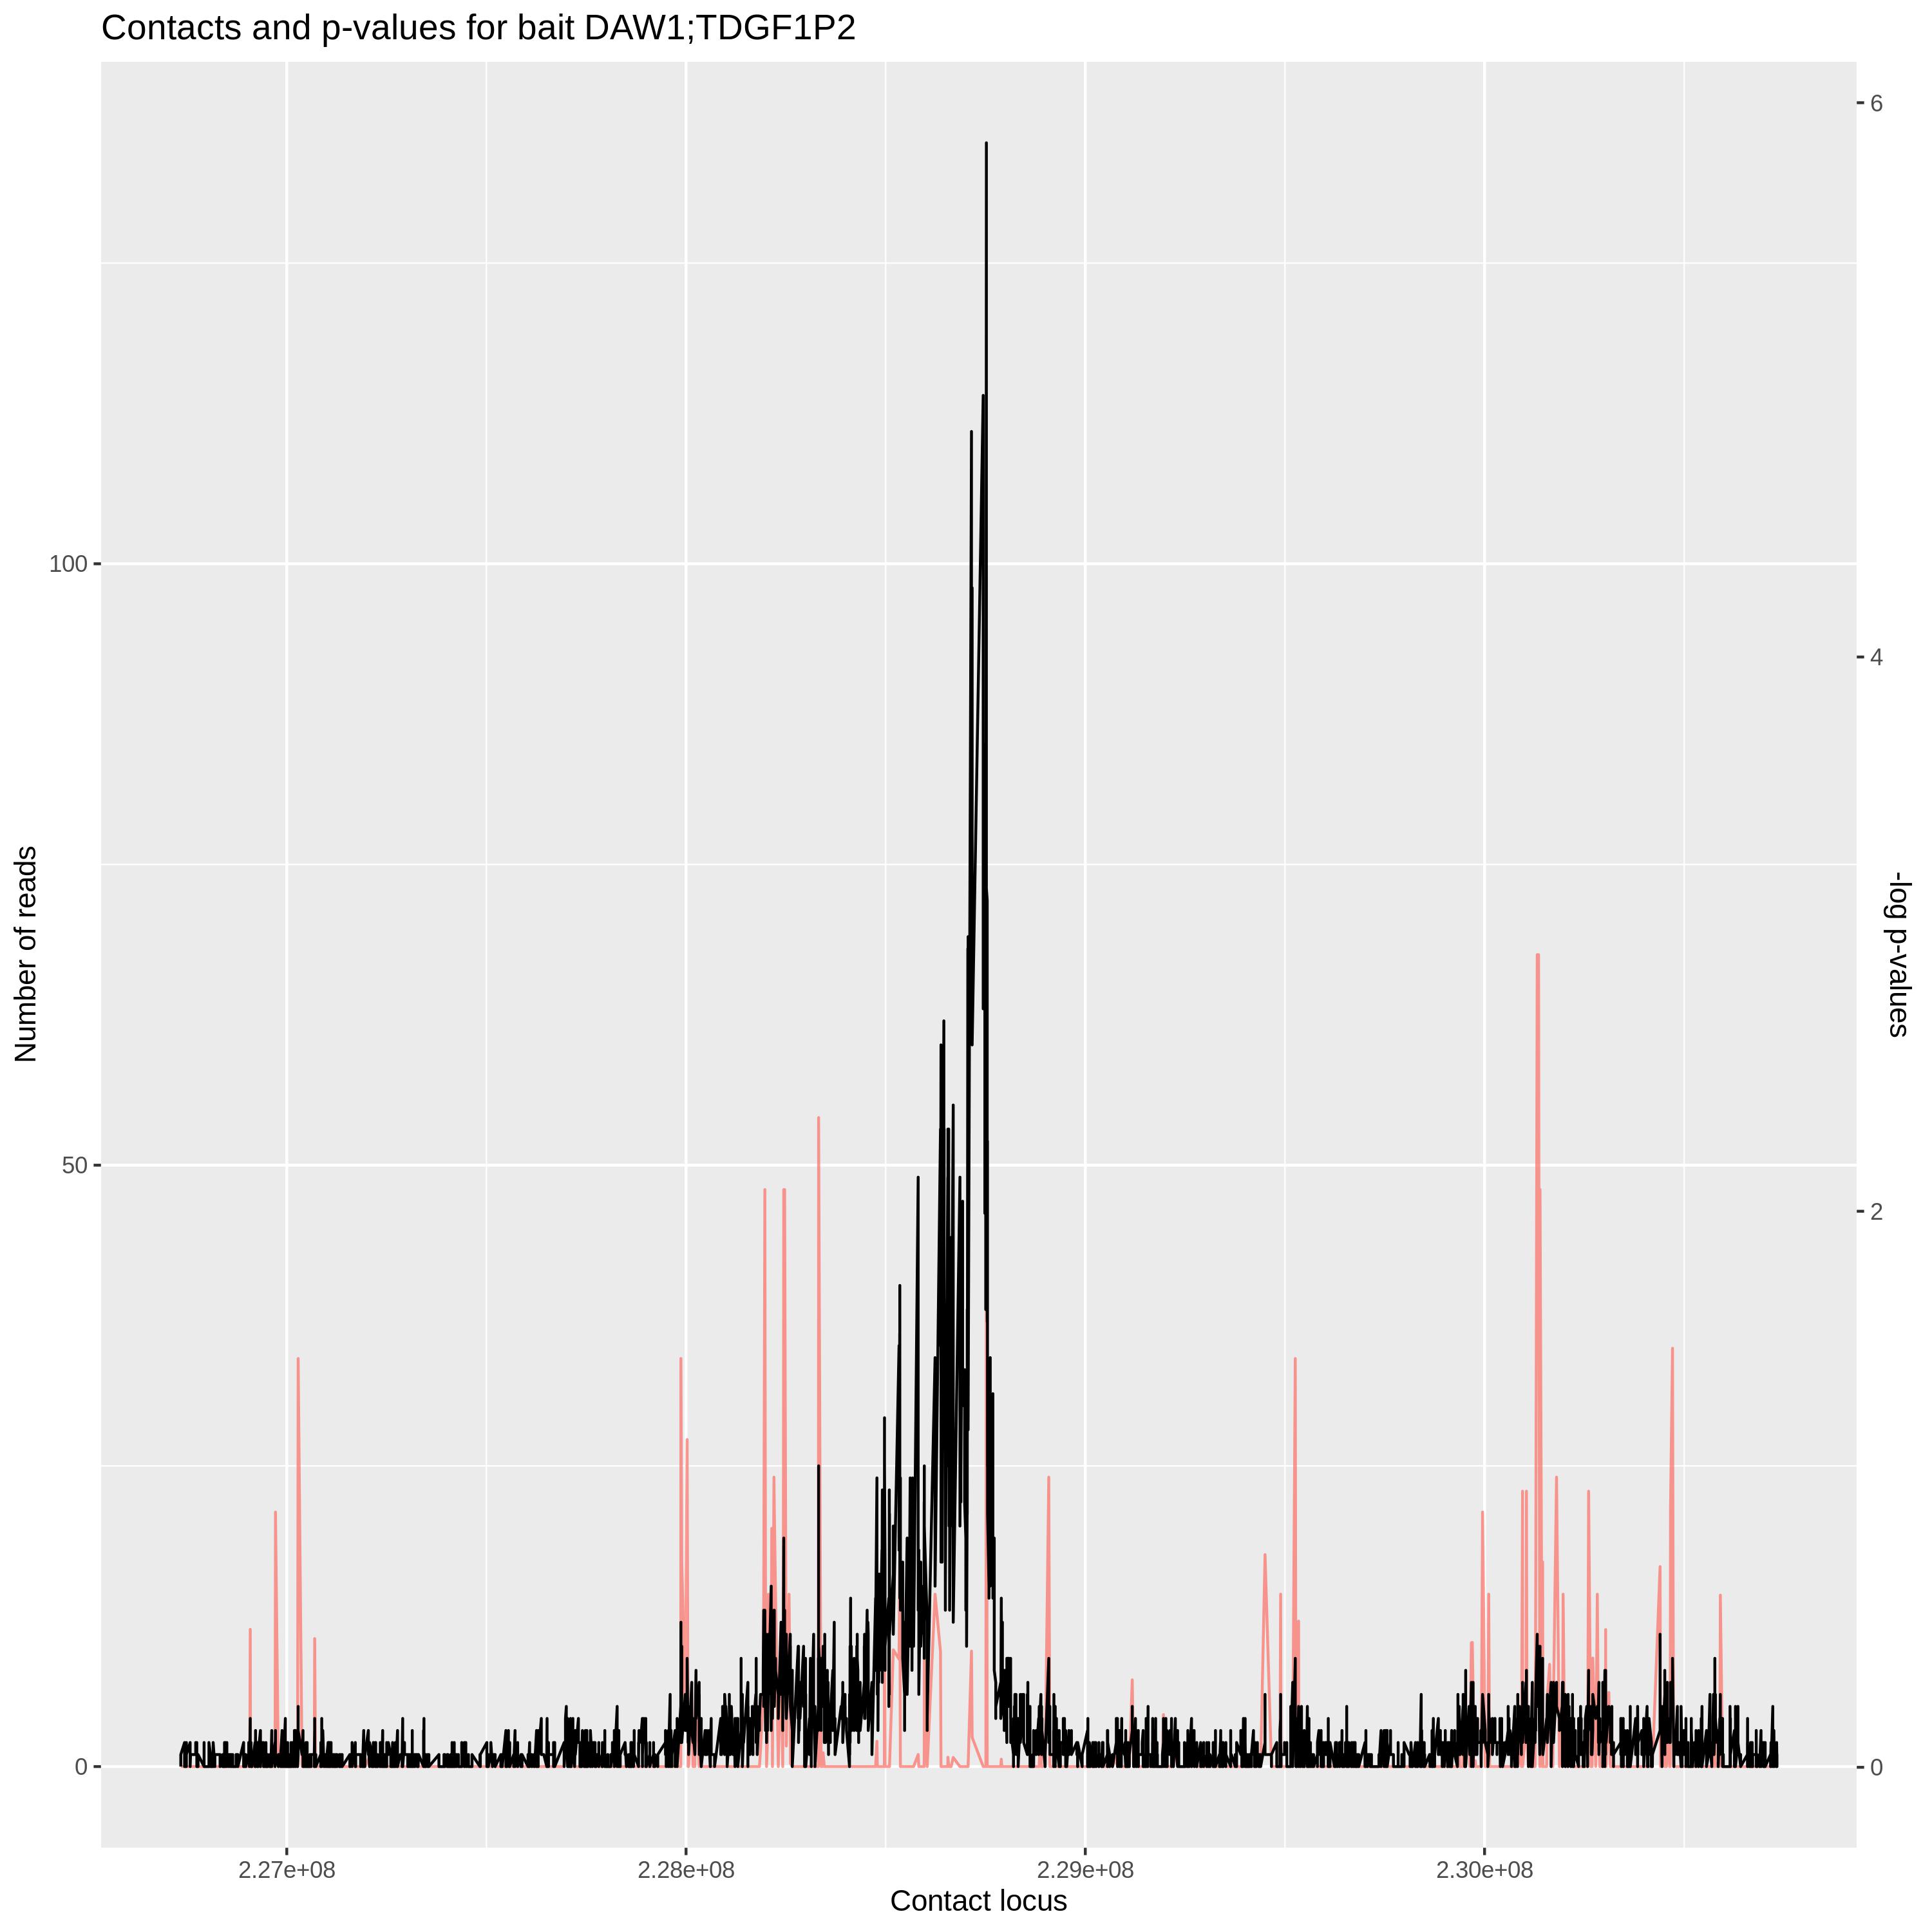 Contacts and p-values for bait DAW1;TDGF1P2
6
100
4
Number of reads
-log p-values
50
2
0
0
2.27e+08
2.28e+08
2.29e+08
2.30e+08
Contact locus